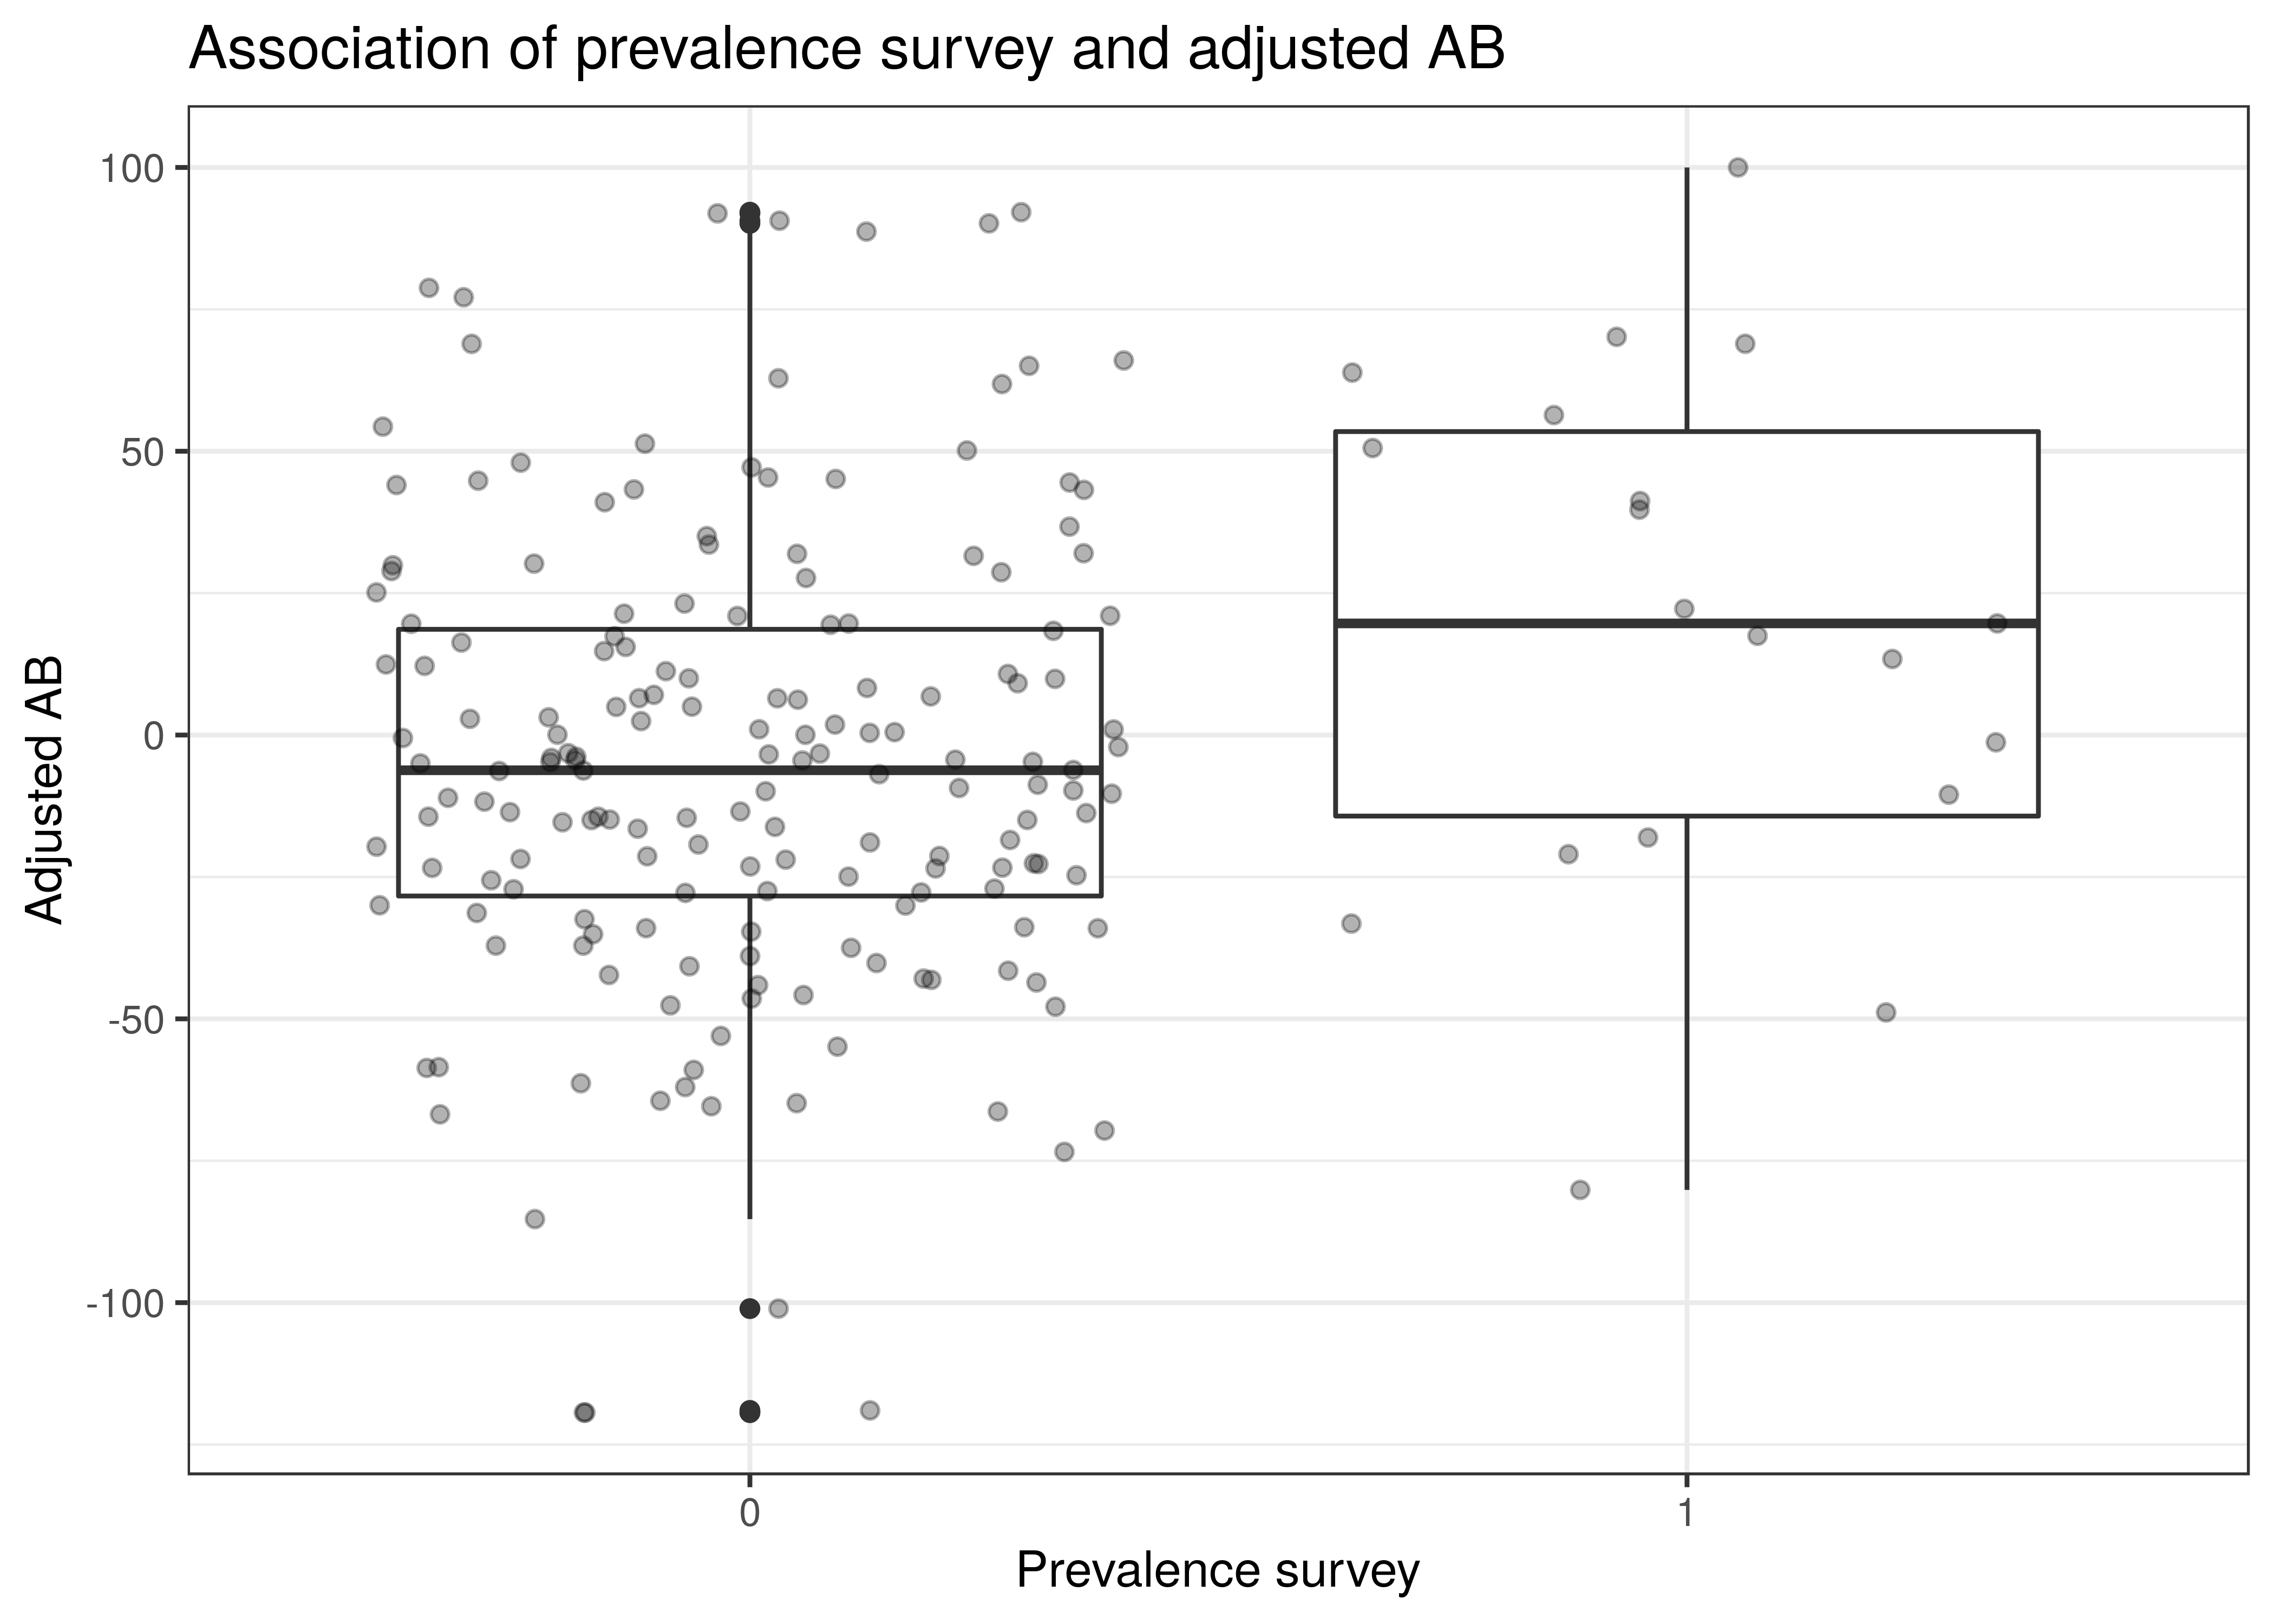 Association of prevalence survey and adjusted AB
100
50
0
-50
-100
Adjusted AB
0
1
Prevalence survey